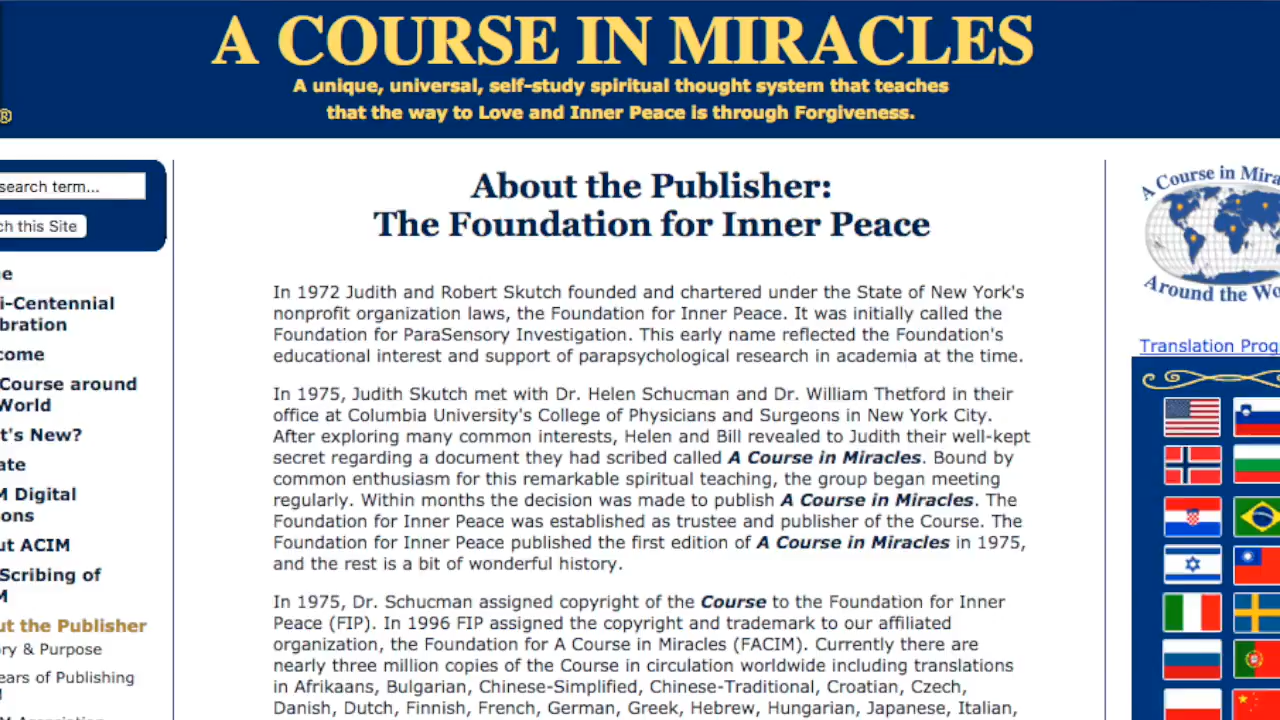 A COURSE IN MIRACLES
A unique, universal, self-study spiritual thought system that teaches
that the way to Love and Inner Peace is through Forgiveness.
®
search term...
ch this Site
e
i-Centennial
bration
come
Course around
World
t's New?
ate
M Digital
ons
ut ACIM
Scribing of
M
ut the Publisher
ry & Purpose
ears of Publishing
About the Publisher:
The Foundation for Inner Peace
In 1972 Judith and Robert Skutch founded and chartered under the State of New York's
nonprofit organization laws, the Foundation for Inner Peace. It was initially called the
Foundation for ParaSensory Investigation. This early name reflected the Foundation's
educational interest and support of parapsychological research in academia at the time.
In 1975, Judith Skutch met with Dr. Helen Schucman and Dr. William Thetford in their
office at Columbia University's College of Physicians and Surgeons in New York City.
After exploring many common interests, Helen and Bill revealed to Judith their well-kept
secret regarding a document they had scribed called A Course in Miracles. Bound by
common enthusiasm for this remarkable spiritual teaching, the group began meeting
regularly. Within months the decision was made to publish A Course in Miracles. The
Foundation for Inner Peace was established as trustee and publisher of the Course. The
Foundation for Inner Peace published the first edition of A Course in Miracles in 1975,
and the rest is a bit of wonderful history.
In 1975, Dr. Schucman assigned copyright of the Course to the Foundation for Inner
Peace (FIP). In 1996 FIP assigned the copyright and trademark to our affiliated
organization, the Foundation for A Course in Miracles (FACIM). Currently there are
nearly three million copies of the Course in circulation worldwide including translations
in Afrikaans, Bulgarian, Chinese-Simplified, Chinese-Traditional, Croatian, Czech,
Danish, Dutch, Finnish, French, German, Greek, Hebrew, Hungarian, Japanese, Italian,
A Course in Mira
Around the Wo
Translation Prog